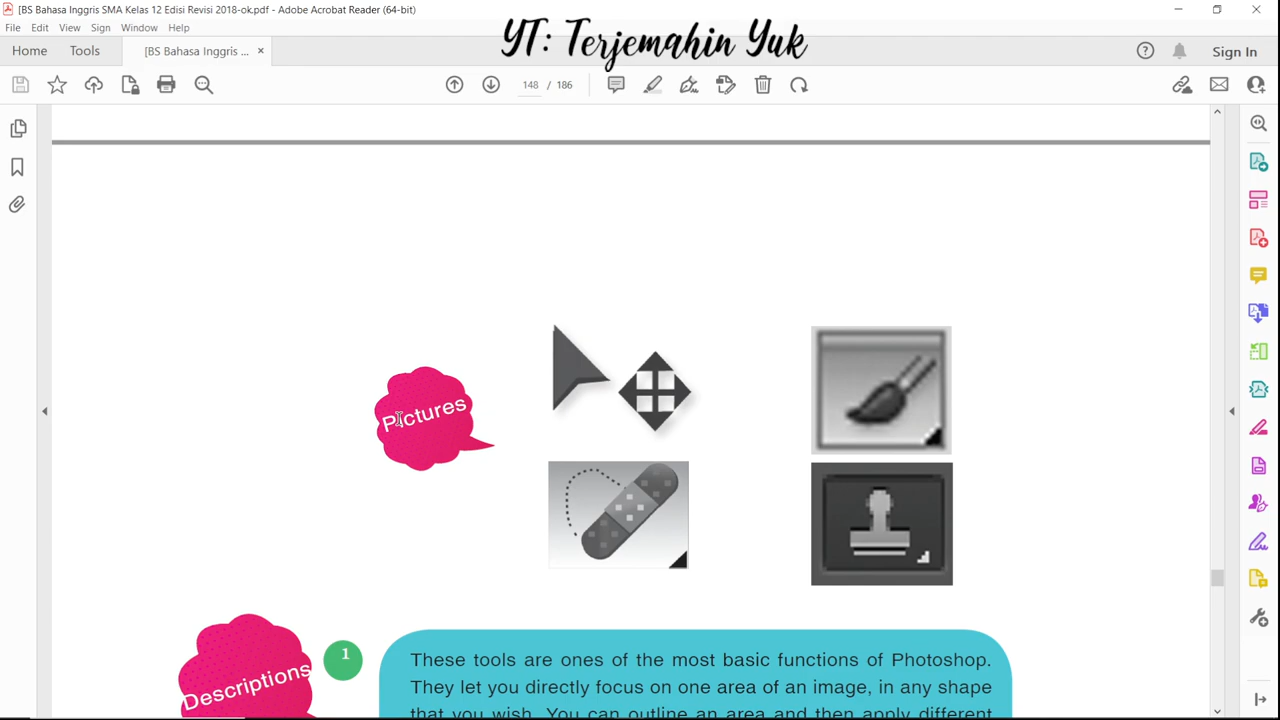 [BS Bahasa Inggris SMA Kelas 12 Edisi Revisi 2018-ok.pdf - Adobe Acrobat Reader (64-bit)
File Edit View Sign Window Help
YT: Terjemahin Yuk
Home Tools [BS Bahasa Inggris ... × Sign In
148 / 186
Pictures
Descriptions
1
These tools are ones of the most basic functions of Photoshop.
They let you directly focus on one area of an image, in any shape
that you wish. You can outline an area and then apply different